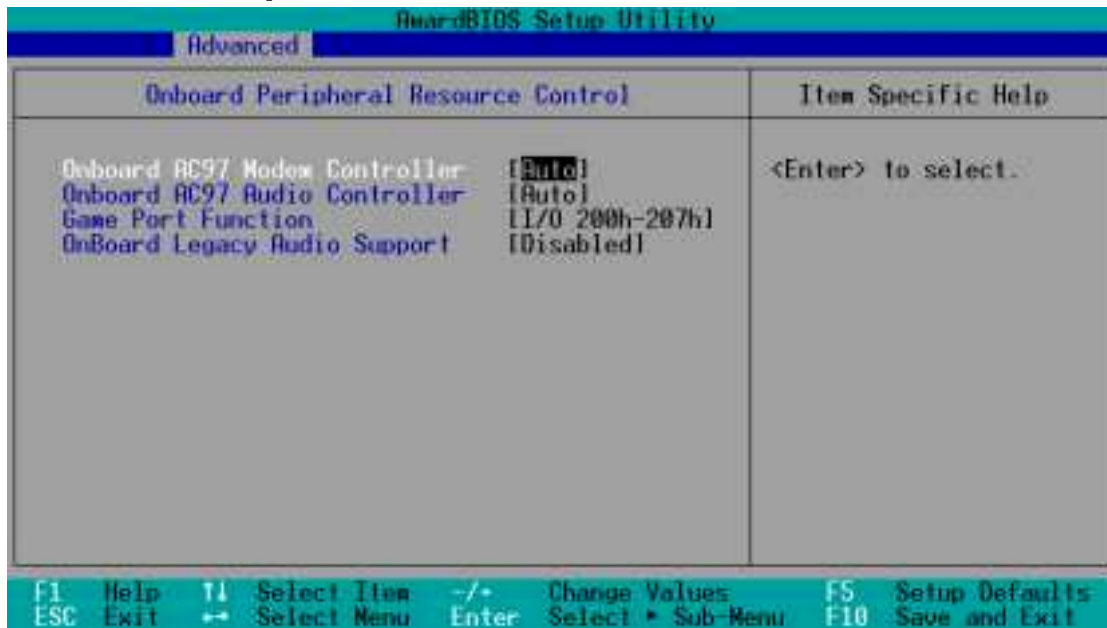 AwardBIOS Setup Utility
Advanced
Onboard Peripheral Resource Control
Item Specific Help
Onboard AC97 Modem Controller [Auto]
Onboard AC97 Audio Controller [Auto]
Game Port Function [I/O 200h-207h]
OnBoard Legacy Audio Support [Disabled]
<Enter> to select.
F1 Help ↑↓ Select Item -/+ Change Values F5 Setup Defaults
ESC Exit ←→ Select Menu Enter Select ► Sub-Menu F10 Save and Exit